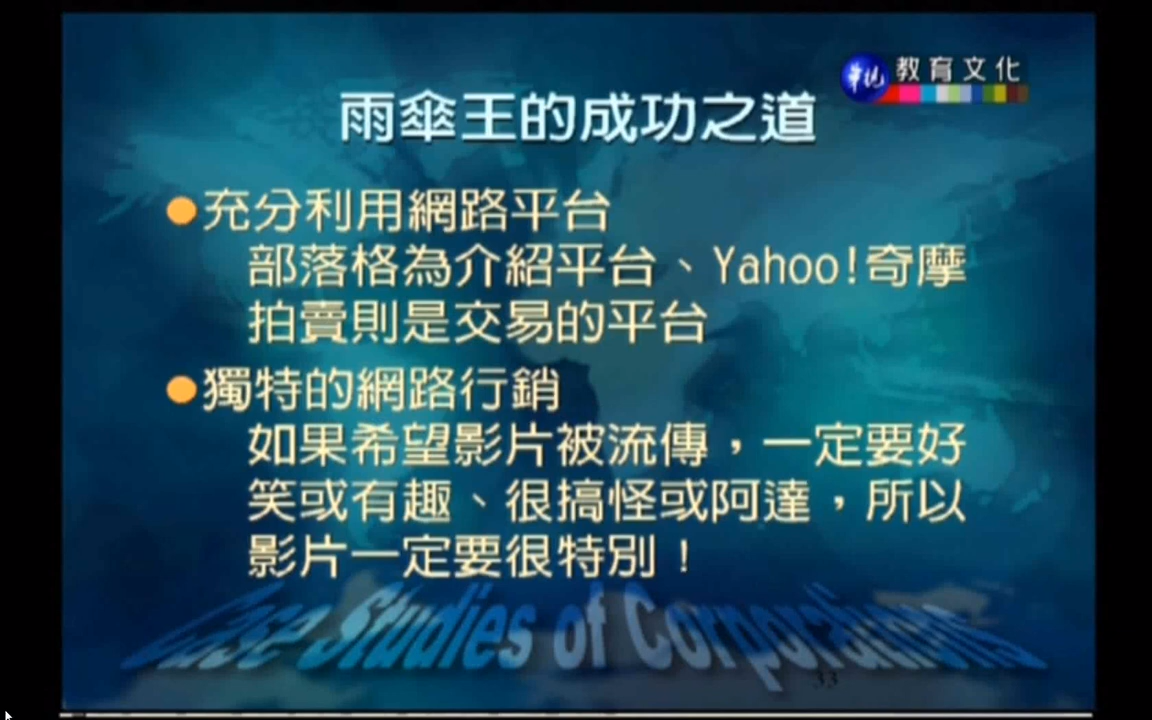 華視 教育文化
雨傘王的成功之道
●充分利用網路平台
部落格為介紹平台、Yahoo!奇摩
拍賣則是交易的平台
●獨特的網路行銷
如果希望影片被流傳，一定要好
笑或有趣、很搞怪或阿達，所以
影片一定要很特別！
Case Studies of Corporations
33